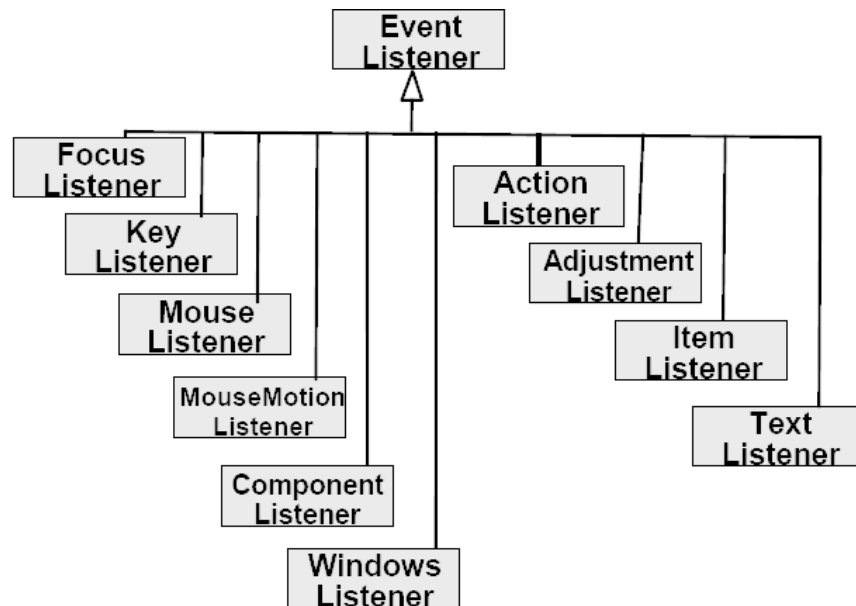 Event
Listener
Focus
Listener
Key
Listener
Mouse
Listener
MouseMotion
Listener
Component
Listener
Windows
Listener
Action
Listener
Adjustment
Listener
Item
Listener
Text
Listener